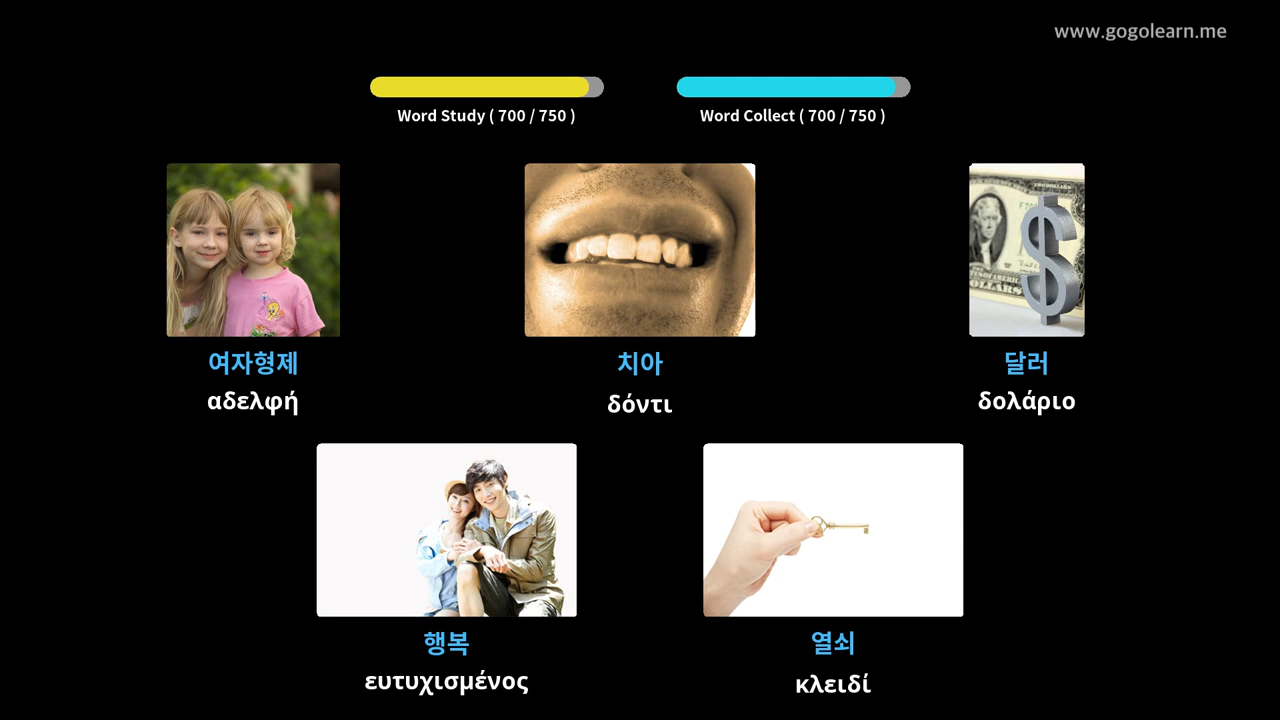 www.gogolearn.me
Word Study ( 700 / 750 )
Word Collect ( 700 / 750 )
여자형제
αδελφή
치아
δόντι
달러
δολάριο
행복
ευτυχισμένος
열쇠
κλειδί